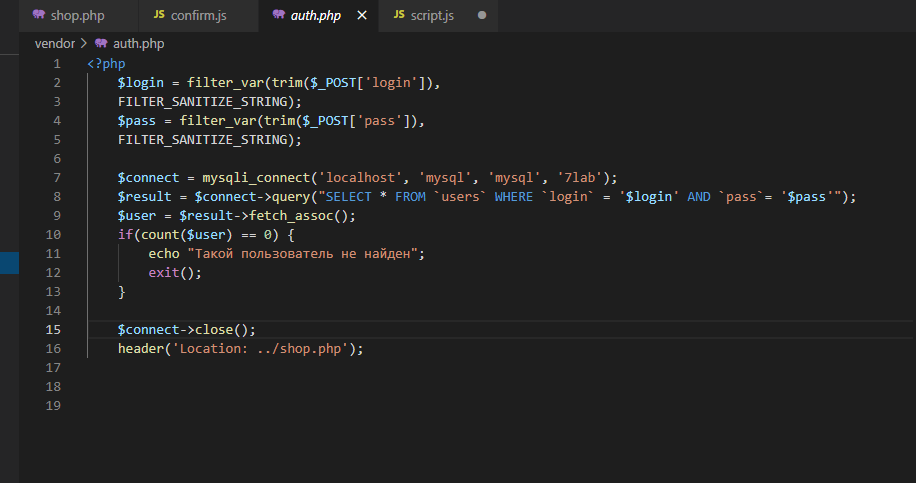 shop.php JS confirm.js auth.php × JS script.js
vendor > auth.php
1 <?php
2 $login = filter_var(trim($_POST['login']),
3 FILTER_SANITIZE_STRING);
4 $pass = filter_var(trim($_POST['pass']),
5 FILTER_SANITIZE_STRING);
6
7 $connect = mysqli_connect('localhost', 'mysql', 'mysql', '7lab');
8 $result = $connect->query("SELECT * FROM `users` WHERE `login` = '$login' AND `pass`= '$pass'");
9 $user = $result->fetch_assoc();
10 if(count($user) == 0) {
11 echo "Такой пользователь не найден";
12 exit();
13 }
14
15 $connect->close();
16 header('Location: ../shop.php');
17
18
19